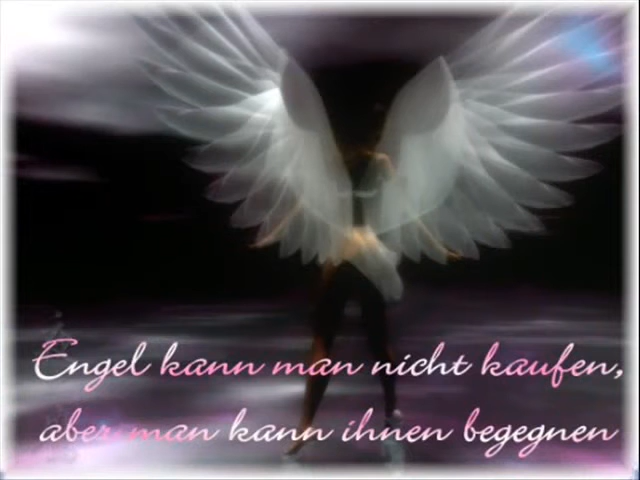 Engel kann man nicht kaufen,
aber man kann ihnen begegnen